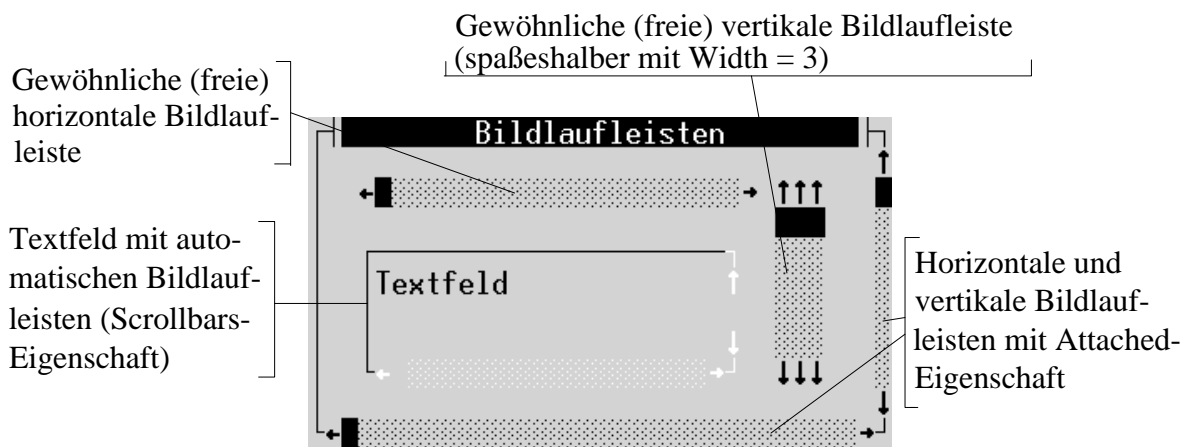 Gewöhnliche (freie) vertikale Bildlaufleiste
(spaßeshalber mit Width = 3)
Gewöhnliche (freie)
horizontale Bildlauf-
leiste
Bildlaufleisten
Textfeld mit auto-
matischen Bildlauf-
leisten (Scrollbars-
Eigenschaft)
Textfeld
Horizontale und
vertikale Bildlauf-
leisten mit Attached-
Eigenschaft